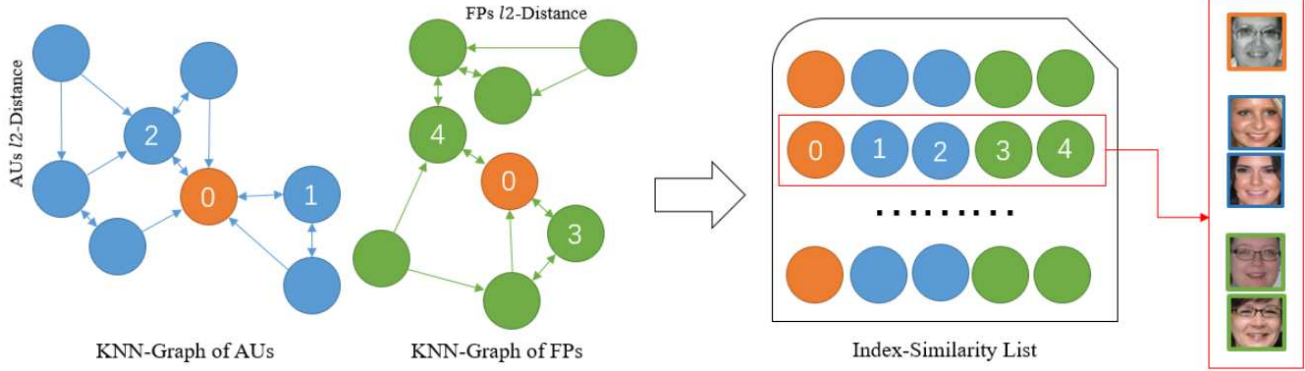 AUs l2-Distance
2
0
1
KNN-Graph of AUs
FPs l2-Distance
4
0
3
KNN-Graph of FPs
0 1 2 3 4
.........
Index-Similarity List